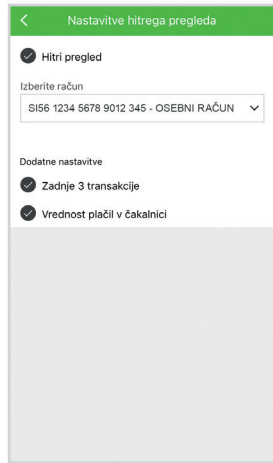 Nastavitve hitrega pregleda
Hitri pregled
Izberite račun
SI56 1234 5678 9012 345 - OSEBNI RAČUN
Dodatne nastavitve
Zadnje 3 transakcije
Vrednost plačil v čakalnici